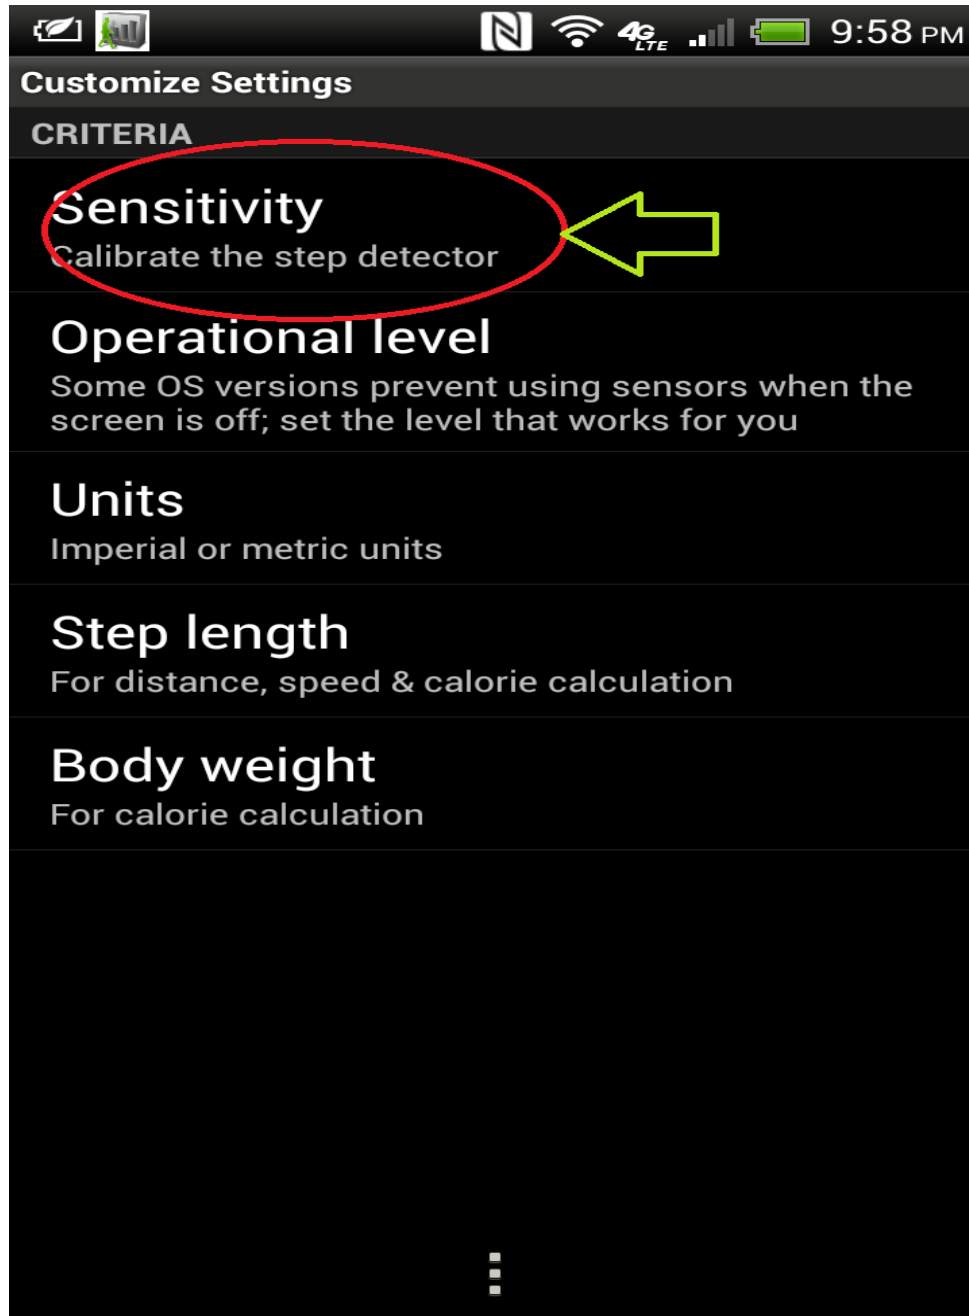 4G LTE 9:58 PM
Customize Settings
CRITERIA
Sensitivity
Calibrate the step detector
Operational level
Some OS versions prevent using sensors when the
screen is off; set the level that works for you
Units
Imperial or metric units
Step length
For distance, speed & calorie calculation
Body weight
For calorie calculation